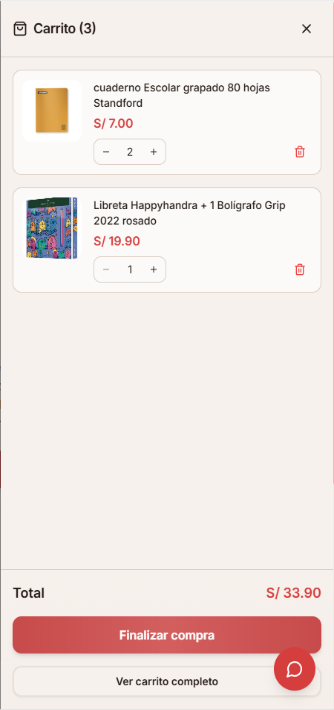 Carrito (3)
cuaderno Escolar grapado 80 hojas
Standford
S/ 7.00
− 2 +
Libreta Happyhandra + 1 Bolígrafo Grip
2022 rosado
S/ 19.90
− 1 +
Total S/ 33.90
Finalizar compra
Ver carrito completo